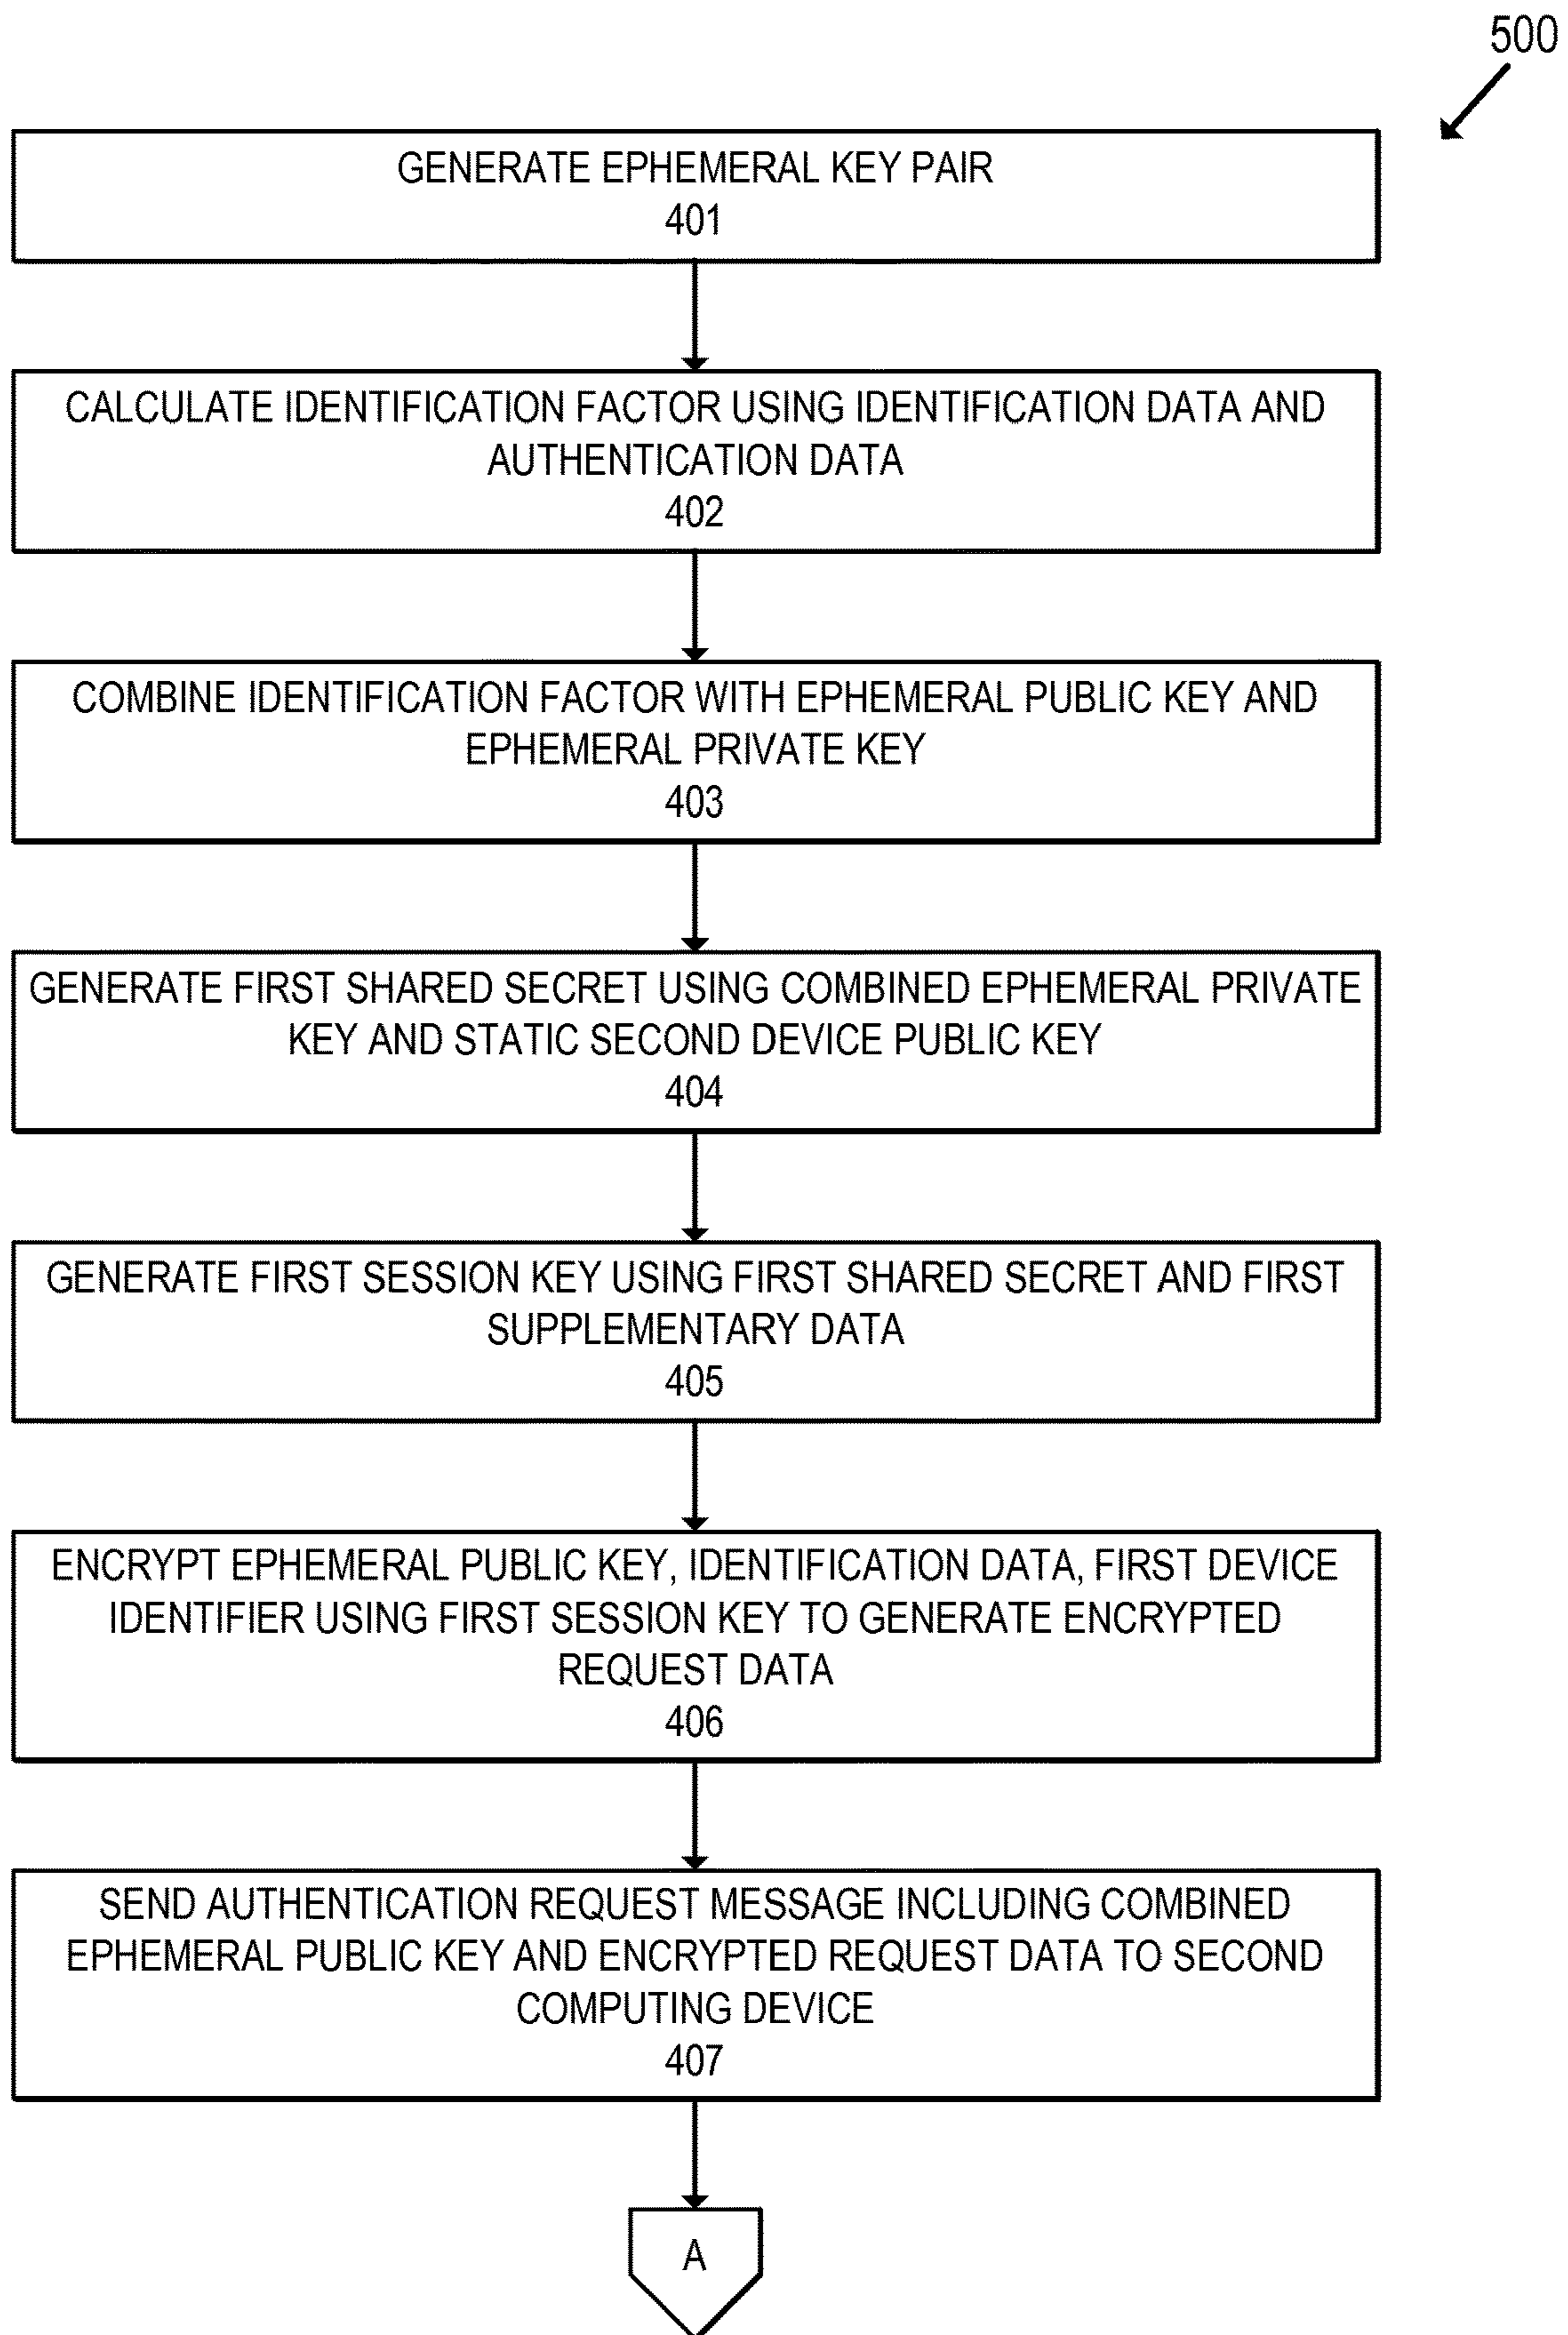 500
GENERATE EPHEMERAL KEY PAIR
401
CALCULATE IDENTIFICATION FACTOR USING IDENTIFICATION DATA AND
AUTHENTICATION DATA
402
COMBINE IDENTIFICATION FACTOR WITH EPHEMERAL PUBLIC KEY AND
EPHEMERAL PRIVATE KEY
403
GENERATE FIRST SHARED SECRET USING COMBINED EPHEMERAL PRIVATE
KEY AND STATIC SECOND DEVICE PUBLIC KEY
404
GENERATE FIRST SESSION KEY USING FIRST SHARED SECRET AND FIRST
SUPPLEMENTARY DATA
405
ENCRYPT EPHEMERAL PUBLIC KEY, IDENTIFICATION DATA, FIRST DEVICE
IDENTIFIER USING FIRST SESSION KEY TO GENERATE ENCRYPTED
REQUEST DATA
406
SEND AUTHENTICATION REQUEST MESSAGE INCLUDING COMBINED
EPHEMERAL PUBLIC KEY AND ENCRYPTED REQUEST DATA TO SECOND
COMPUTING DEVICE
407
A